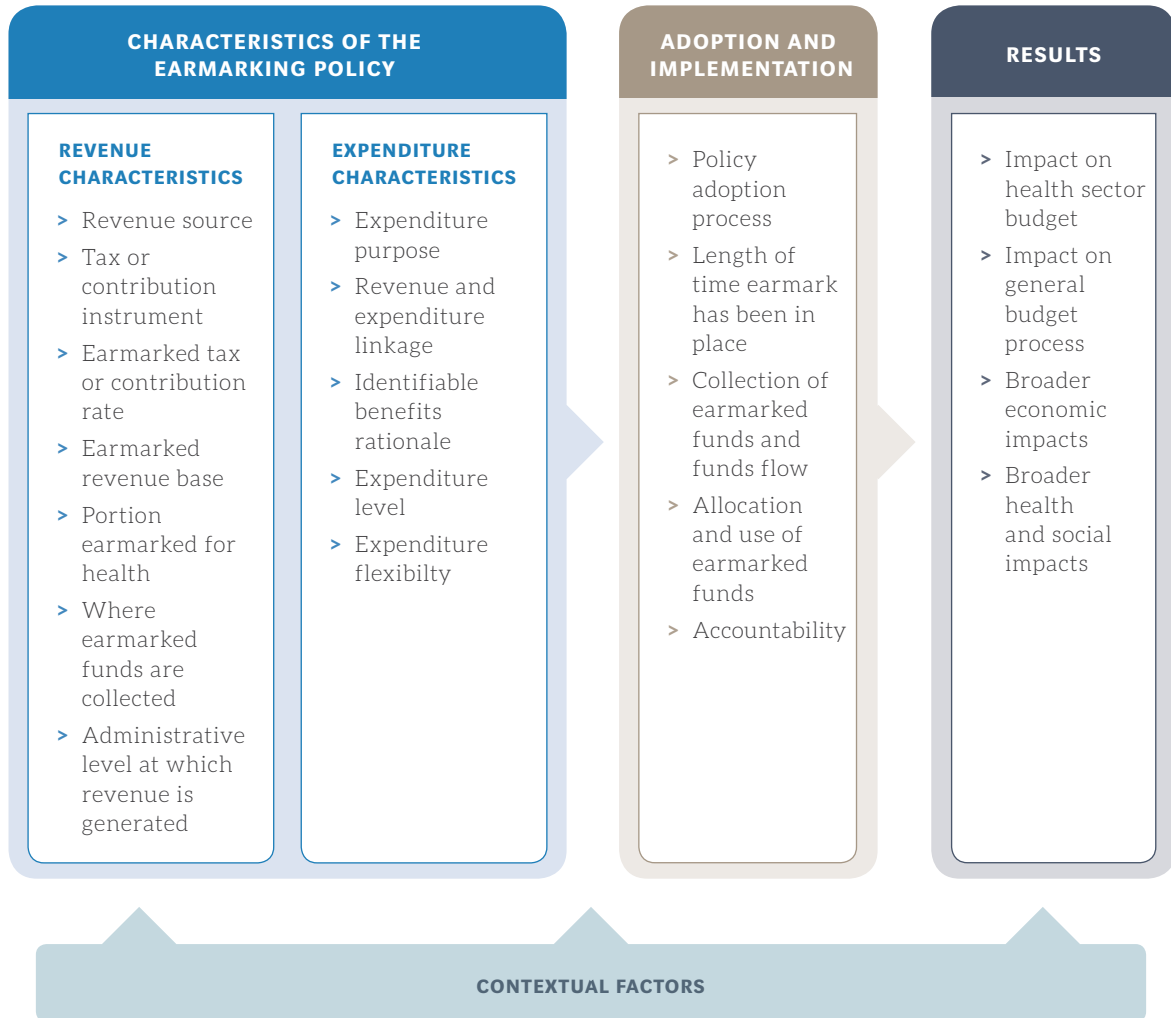 CHARACTERISTICS OF THE
EARMARKING POLICY
REVENUE
CHARACTERISTICS
> Revenue source
> Tax or
contribution
instrument
> Earmarked tax
or contribution
rate
> Earmarked
revenue base
> Portion
earmarked for
health
> Where
earmarked
funds are
collected
> Administrative
level at which
revenue is
generated
EXPENDITURE
CHARACTERISTICS
> Expenditure
purpose
> Revenue and
expenditure
linkage
> Identifiable
benefits
rationale
> Expenditure
level
> Expenditure
flexibilty
ADOPTION AND
IMPLEMENTATION
> Policy
adoption
process
> Length of
time earmark
has been in
place
> Collection of
earmarked
funds and
funds flow
> Allocation
and use of
earmarked
funds
> Accountability
RESULTS
> Impact on
health sector
budget
> Impact on
general
budget
process
> Broader
economic
impacts
> Broader
health
and social
impacts
CONTEXTUAL FACTORS